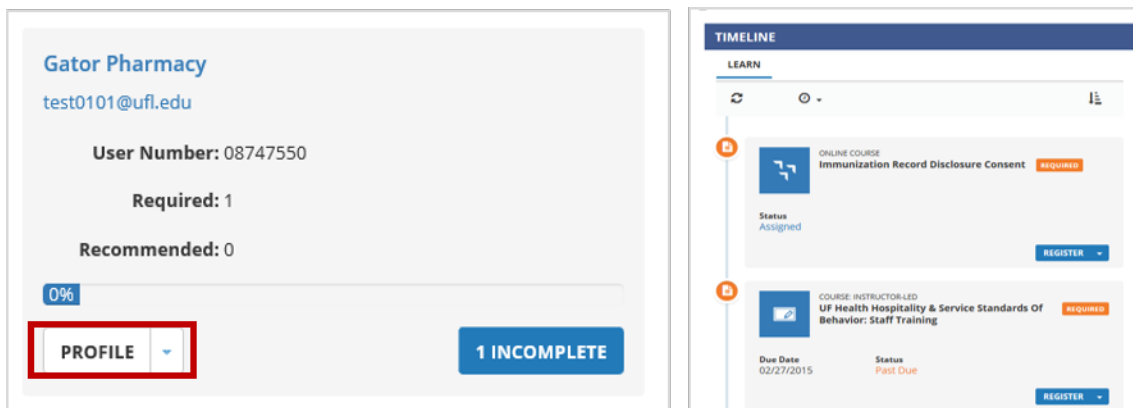 Gator Pharmacy
test0101@ufl.edu
User Number: 08747550
Required: 1
Recommended: 0
0%
PROFILE
1 INCOMPLETE
TIMELINE
LEARN
ONLINE COURSE
Immunization Record Disclosure Consent REQUIRED
Status
Assigned
REGISTER
COURSE: INSTRUCTOR-LED
UF Health Hospitality & Service Standards Of REQUIRED
Behavior: Staff Training
Due Date Status
02/27/2015 Past Due
REGISTER